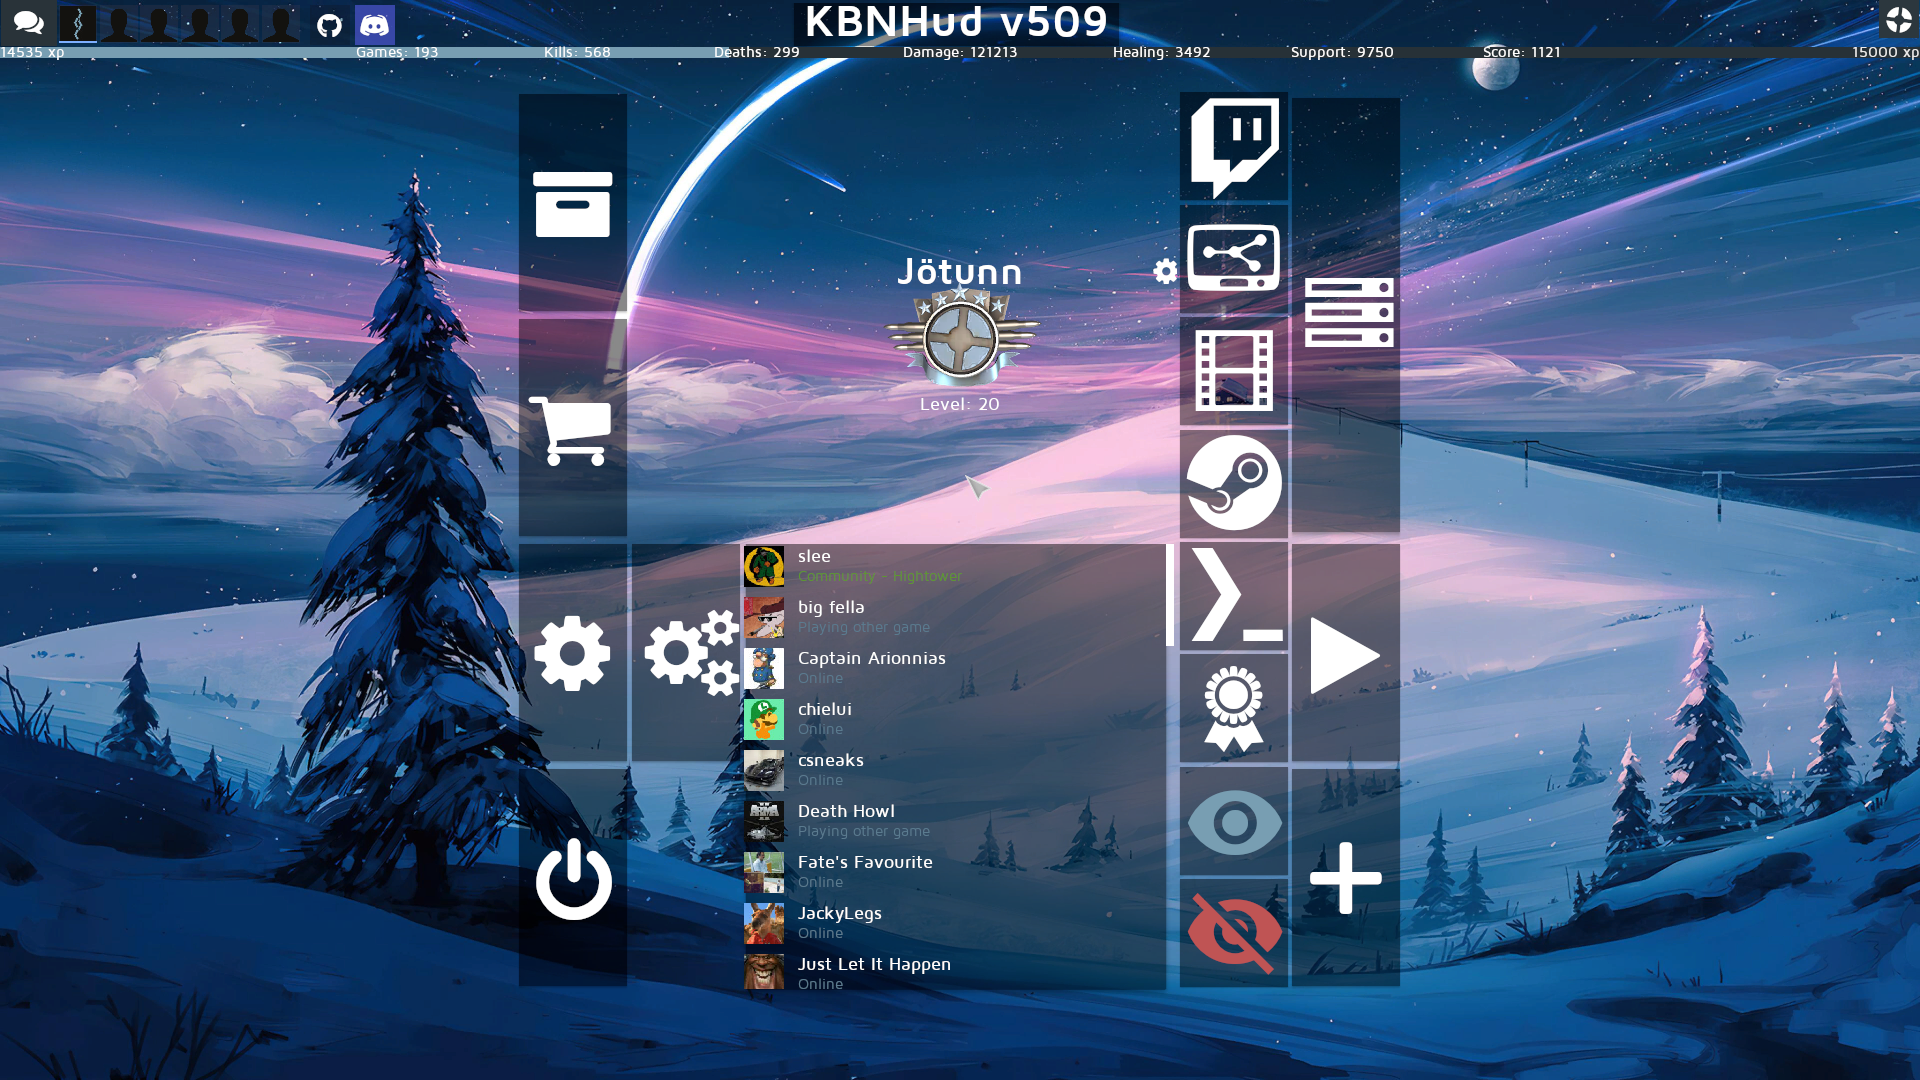 KBNHud v509
14535 xp Games: 193 Kills: 568 Deaths: 299 Damage: 121213 Healing: 3492 Support: 9750 Score: 1121 15000 xp
Jötunn
Level: 20
slee
Community - Hightower
big fella
Playing other game
Captain Arionnias
Online
chielui
Online
csneaks
Online
Death Howl
Playing other game
Fate's Favourite
Online
JackyLegs
Online
Just Let It Happen
Online